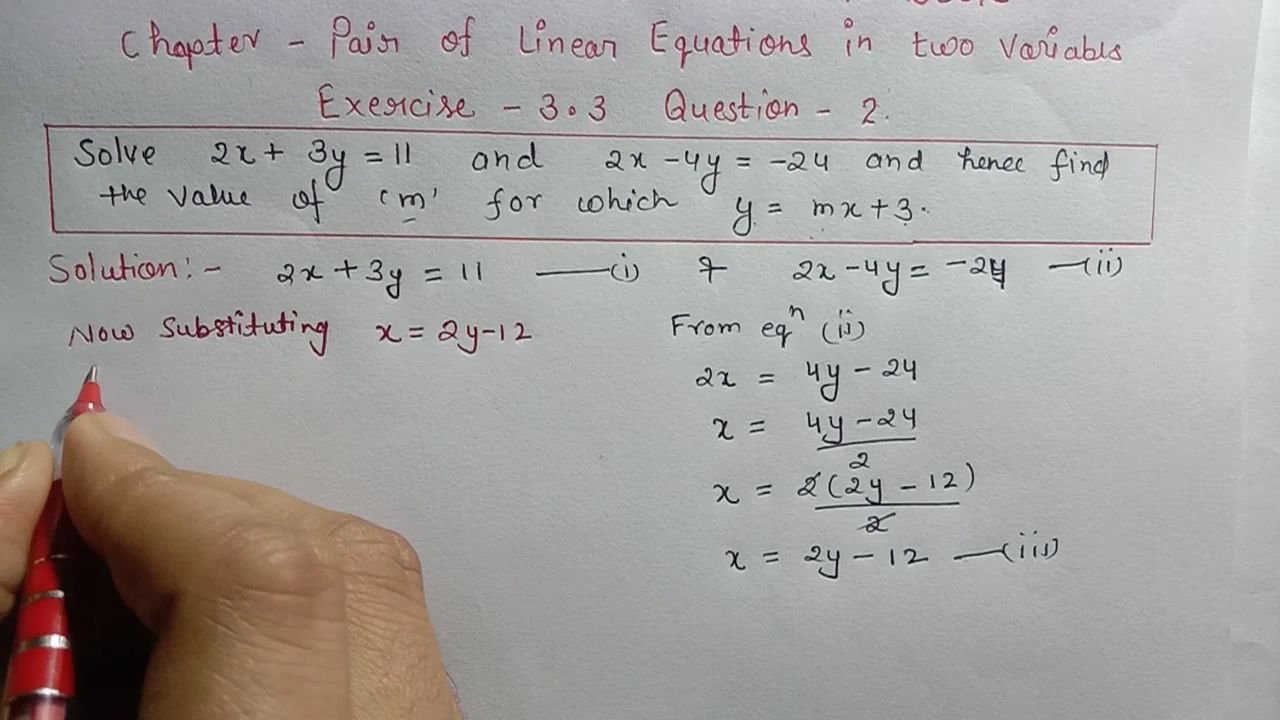 Chapter - Pair of Linear Equations in two Variables
Exercise - 3.3 Question - 2.
Solve 2x + 3y = 11 and 2x - 4y = -24 and hence find
the value of 'm' for which y = mx + 3.
Solution:- 2x + 3y = 11 —(i) & 2x - 4y = -24 —(ii)
Now Substituting x = 2y - 12
From eqⁿ (ii)
2x = 4y - 24
x = 4y - 24
2
x = 2(2y - 12)
2
x = 2y - 12 —(iii)